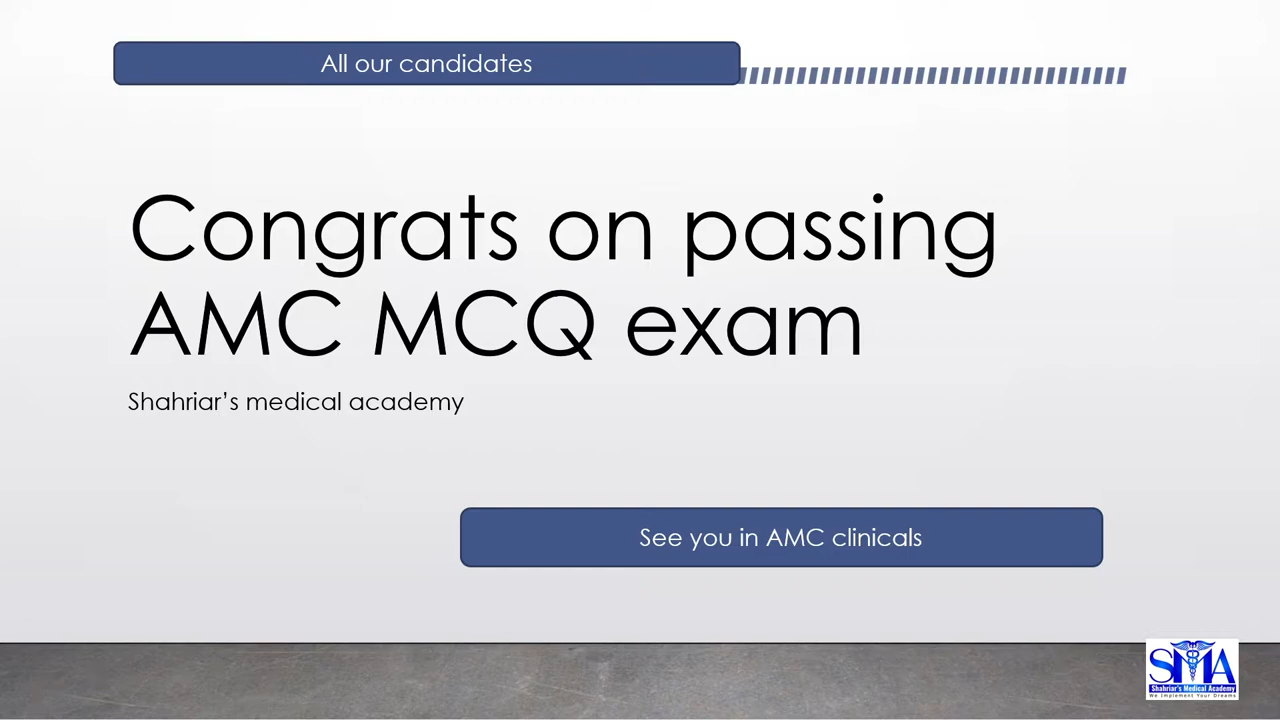 All our candidates
Congrats on passing
AMC MCQ exam
Shahriar’s medical academy
See you in AMC clinicals
SMA
Shahriar's Medical Academy
We Implement Your Dreams